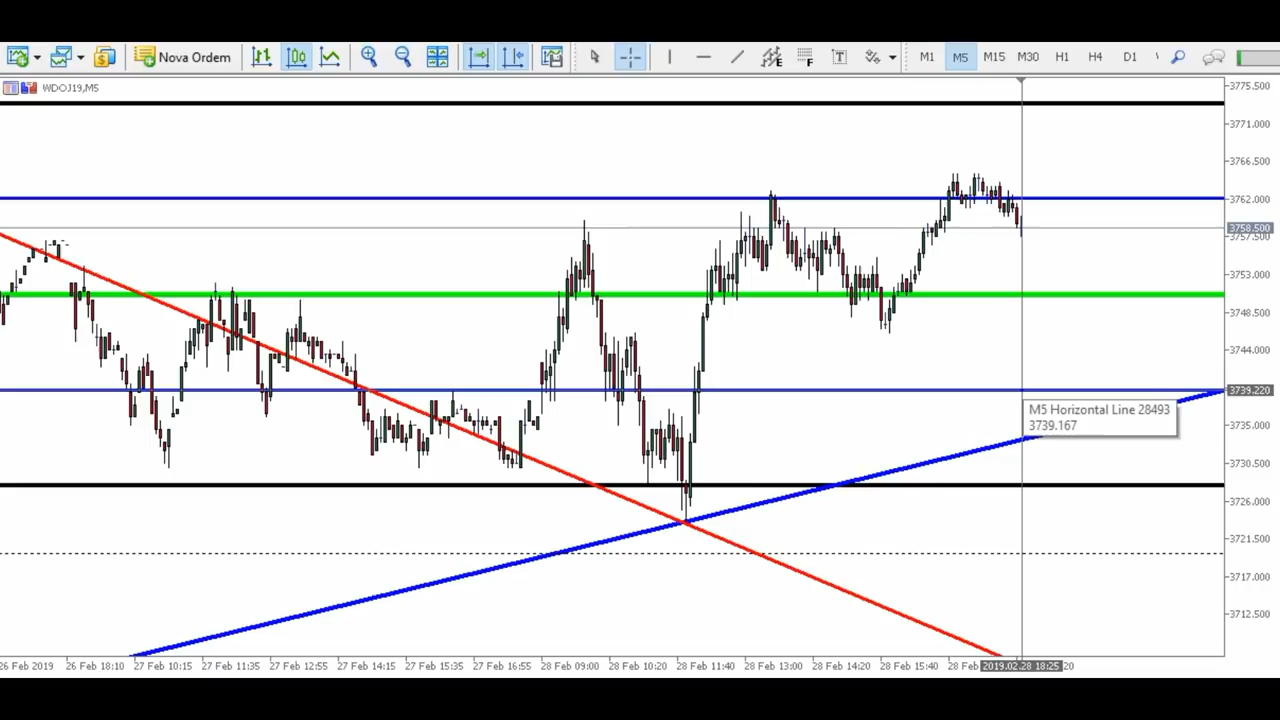 Nova Ordem
E
F
T
M1
M5
M15
M30
H1
H4
D1
WDOJ19,M5
3775.500
3771.000
3766.500
3762.000
3758.500
3757.500
3753.000
3748.500
3744.000
3739.220
M5 Horizontal Line 28493
3739.167
3735.000
3730.500
3726.000
3721.500
3717.000
3712.500
26 Feb 2019
26 Feb 18:10
27 Feb 10:15
27 Feb 11:35
27 Feb 12:55
27 Feb 14:15
27 Feb 15:35
27 Feb 16:55
28 Feb 09:00
28 Feb 10:20
28 Feb 11:40
28 Feb 13:00
28 Feb 14:20
28 Feb 15:40
28 Feb
2019.02.28 18:25
20